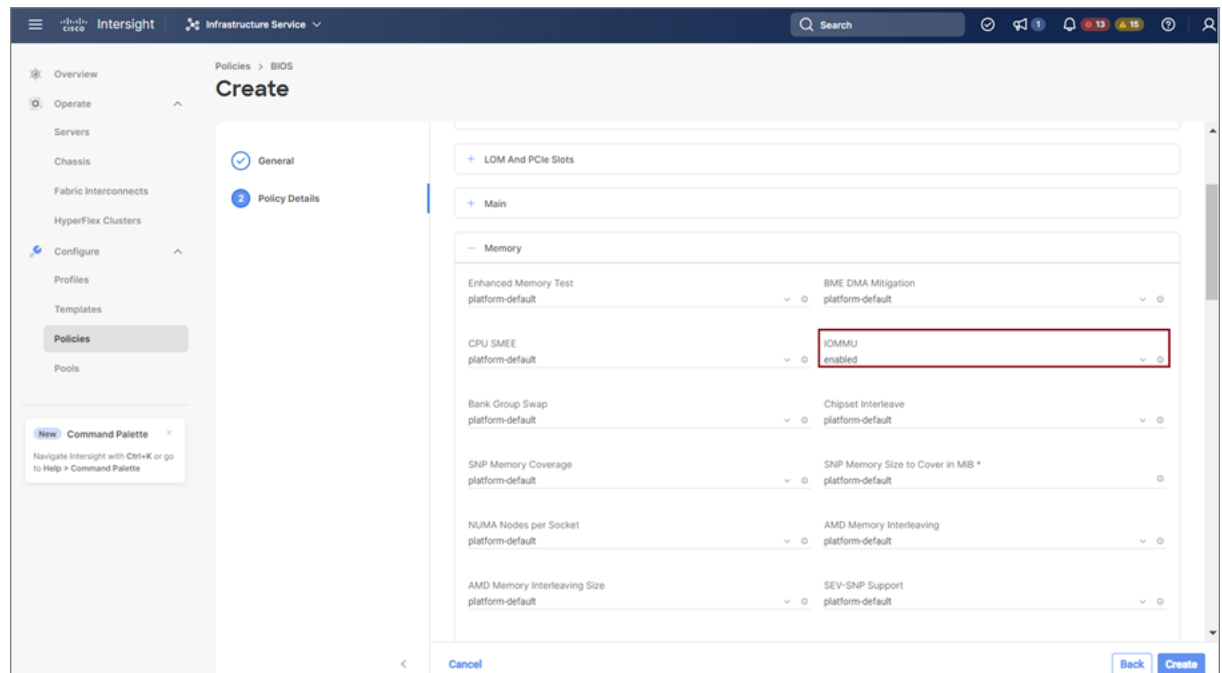 cisco Intersight
Infrastructure Service
Search
1
13
15
Overview
Operate
Servers
Chassis
Fabric Interconnects
HyperFlex Clusters
Configure
Profiles
Templates
Policies
Pools
New Command Palette
Navigate Intersight with Ctrl+K or go
to Help > Command Palette
Policies > BIOS
Create
General
2 Policy Details
+ LOM And PCIe Slots
+ Main
− Memory
Enhanced Memory Test
platform-default
BME DMA Mitigation
platform-default
CPU SMEE
platform-default
IOMMU
enabled
Bank Group Swap
platform-default
Chipset Interleave
platform-default
SNP Memory Coverage
platform-default
SNP Memory Size to Cover in MiB *
platform-default
NUMA Nodes per Socket
platform-default
AMD Memory Interleaving
platform-default
AMD Memory Interleaving Size
platform-default
SEV-SNP Support
platform-default
Cancel
Back
Create